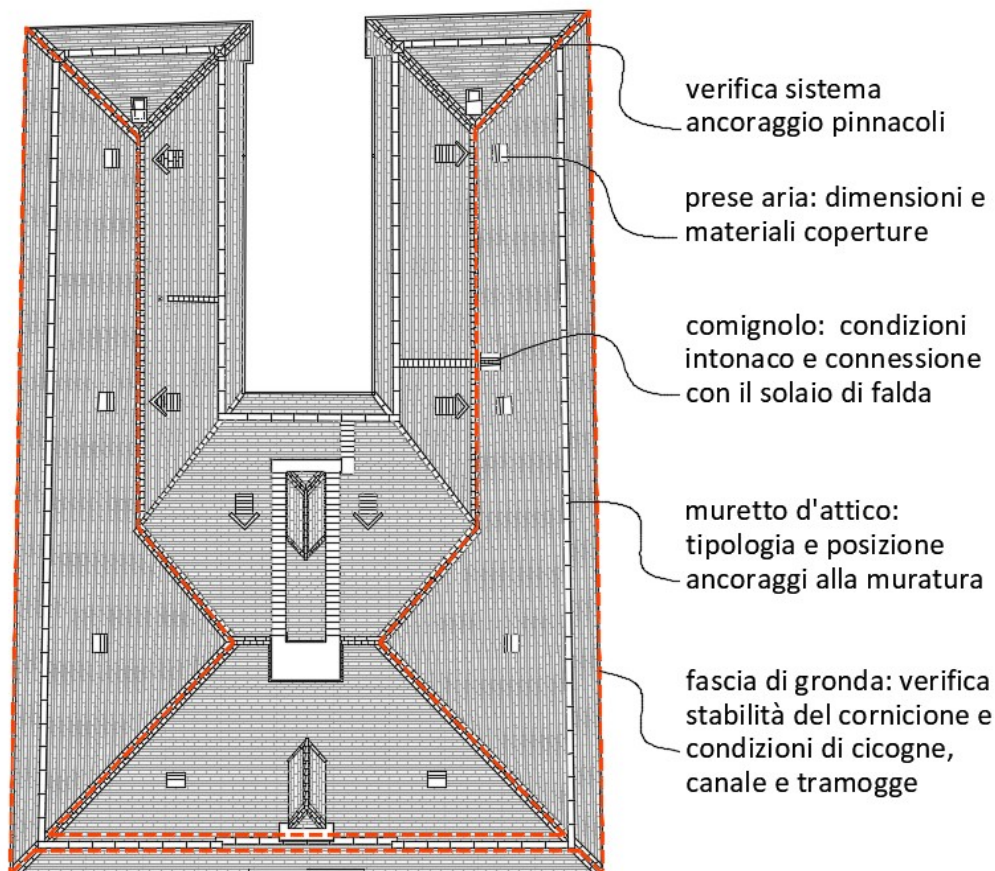 verifica sistema
ancoraggio pinnacoli
prese aria: dimensioni e
materiali coperture
comignolo: condizioni
intonaco e connessione
con il solaio di falda
muretto d'attico:
tipologia e posizione
ancoraggi alla muratura
fascia di gronda: verifica
stabilità del cornicione e
condizioni di cicogne,
canale e tramogge